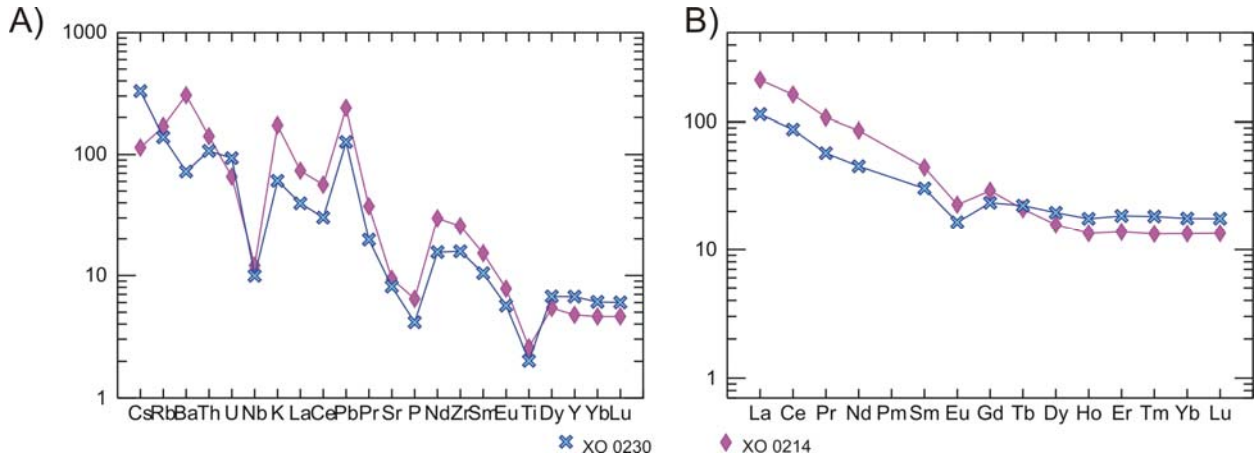 A)
B)
1000
100
10
1
100
10
1
Cs Rb Ba Th U Nb K La Ce Pb Pr Sr P Nd Zr Sm Eu Ti Dy Y Yb Lu
La Ce Pr Nd Pm Sm Eu Gd Tb Dy Ho Er Tm Yb Lu
XO 0230
XO 0214